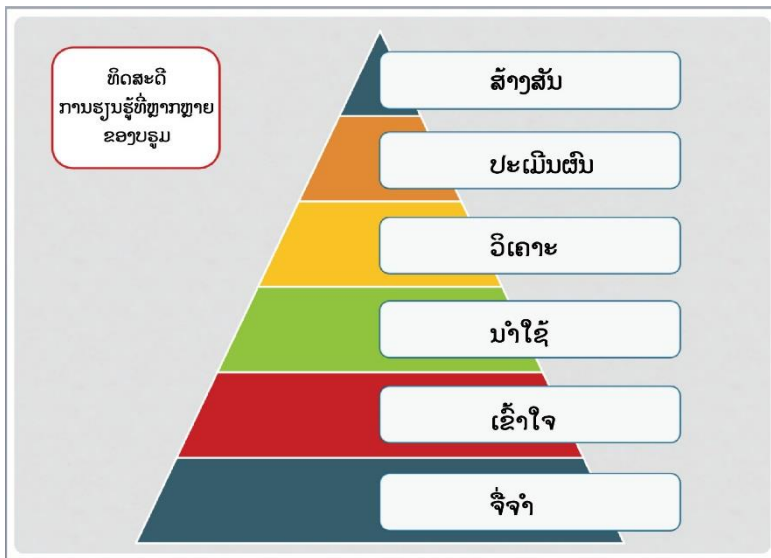 ທິດສະດີ
ການຮຽນຮູ້ທີ່ຫຼາກຫຼາຍ
ຂອງບຣູມ
ສ້າງສັນ
ປະເມີນຜົນ
ວິເຄາະ
ນຳໃຊ້
ເຂົ້າໃຈ
ຈື່ຈຳ